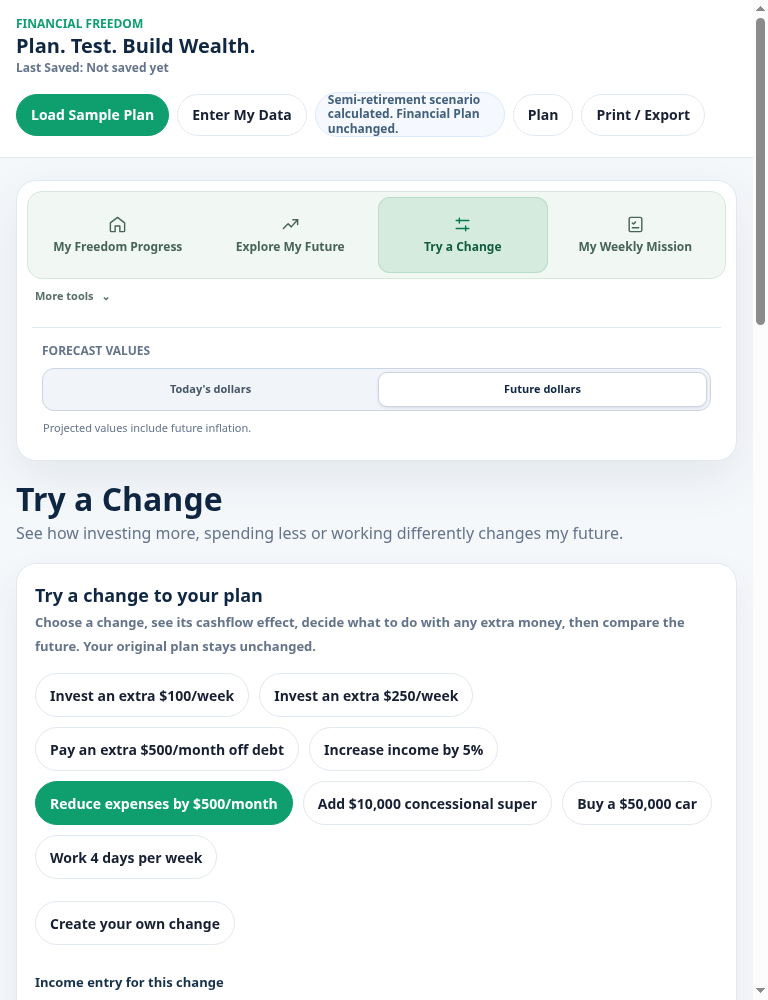 FINANCIAL FREEDOM
Plan. Test. Build Wealth.
Last Saved: Not saved yet
Load Sample Plan
Enter My Data
Semi-retirement scenario
calculated. Financial Plan
unchanged.
Plan
Print / Export
My Freedom Progress
Explore My Future
Try a Change
My Weekly Mission
More tools
FORECAST VALUES
Today's dollars
Future dollars
Projected values include future inflation.
Try a Change
See how investing more, spending less or working differently changes my future.
Try a change to your plan
Choose a change, see its cashflow effect, decide what to do with any extra money, then compare the
future. Your original plan stays unchanged.
Invest an extra $100/week
Invest an extra $250/week
Pay an extra $500/month off debt
Increase income by 5%
Reduce expenses by $500/month
Add $10,000 concessional super
Buy a $50,000 car
Work 4 days per week
Create your own change
Income entry for this change